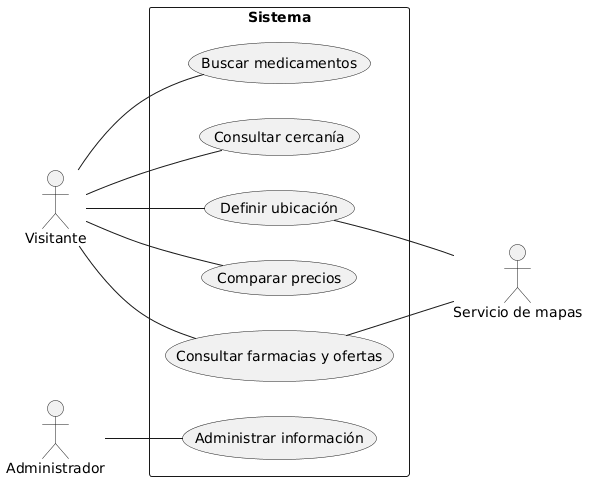 Sistema
Buscar medicamentos
Consultar cercanía
Definir ubicación
Visitante
Comparar precios
Servicio de mapas
Consultar farmacias y ofertas
Administrar información
Administrador